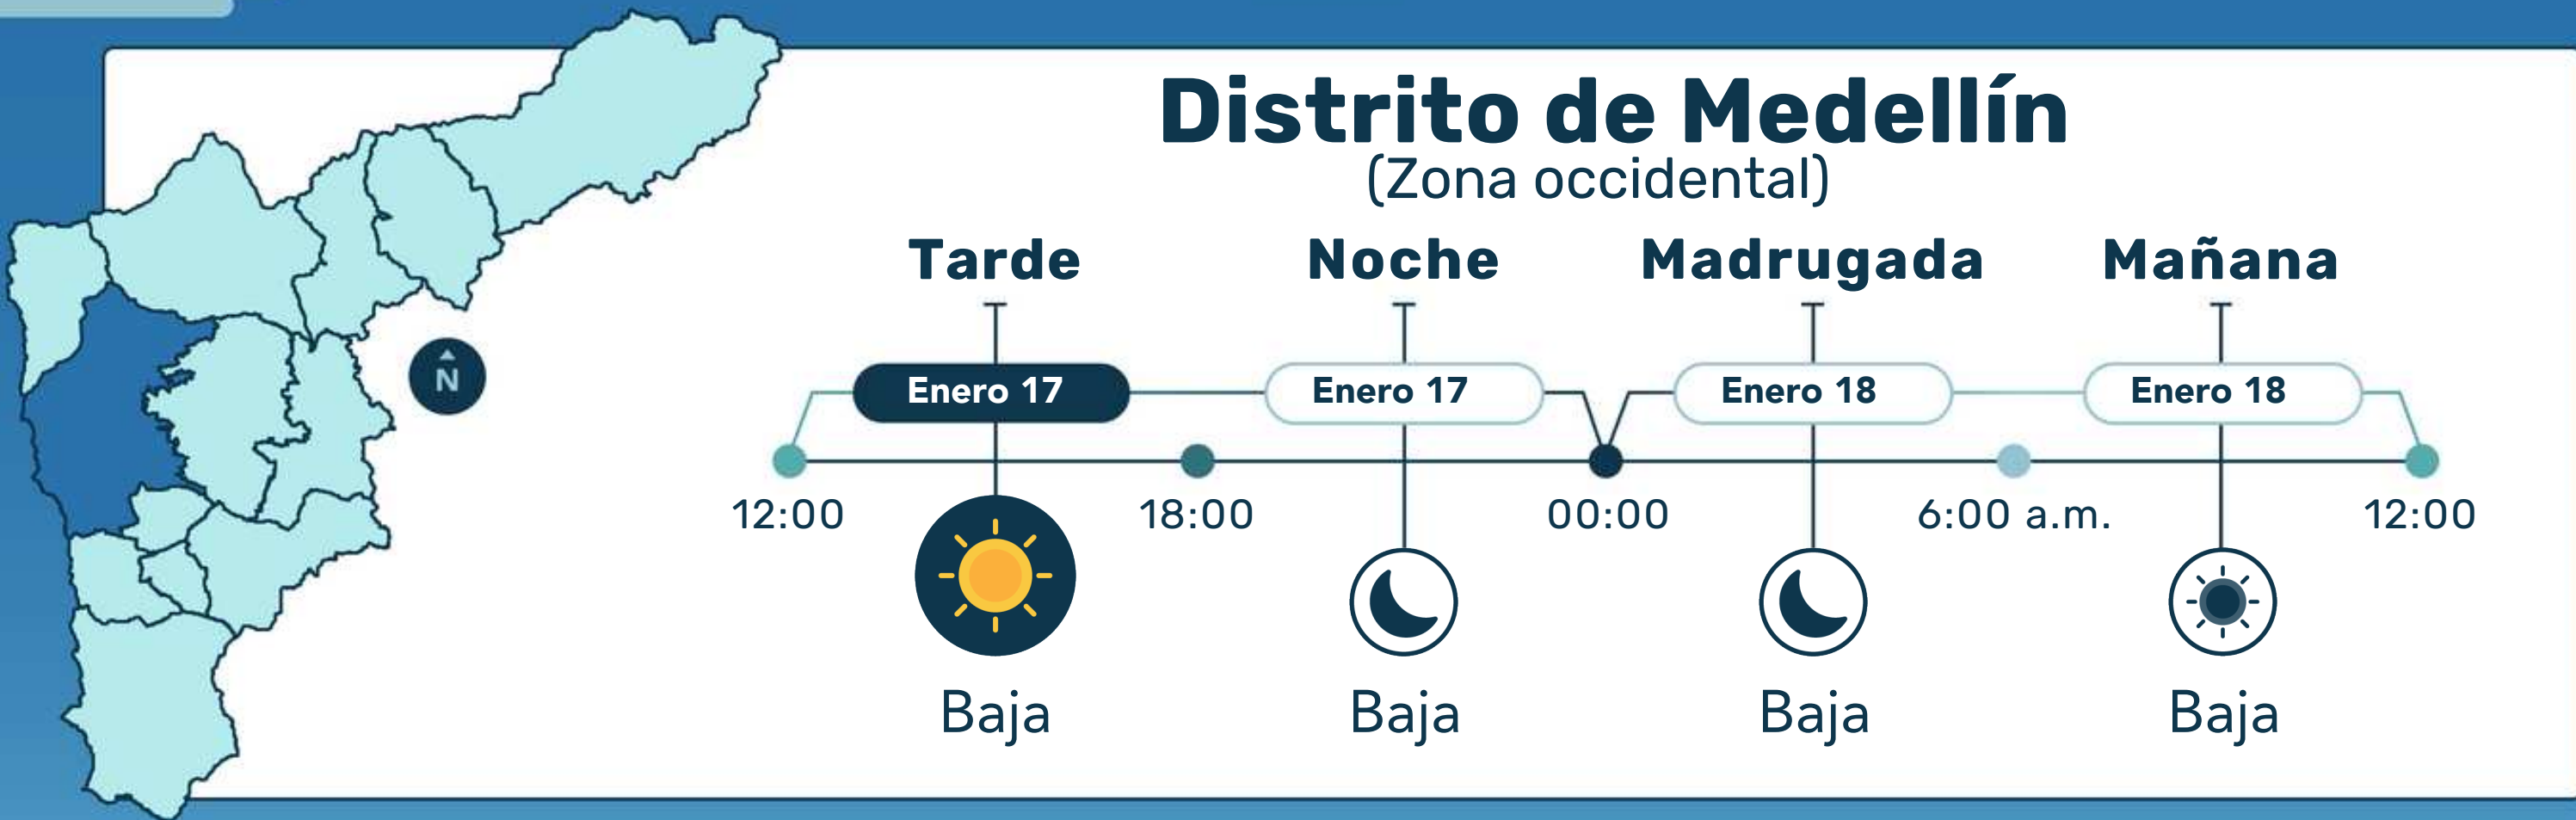 Distrito de Medellín
(Zona occidental)
Tarde Noche Madrugada Mañana
N
Enero 17 Enero 17 Enero 18 Enero 18
12:00 18:00 00:00 6:00 a.m. 12:00
Baja Baja Baja Baja